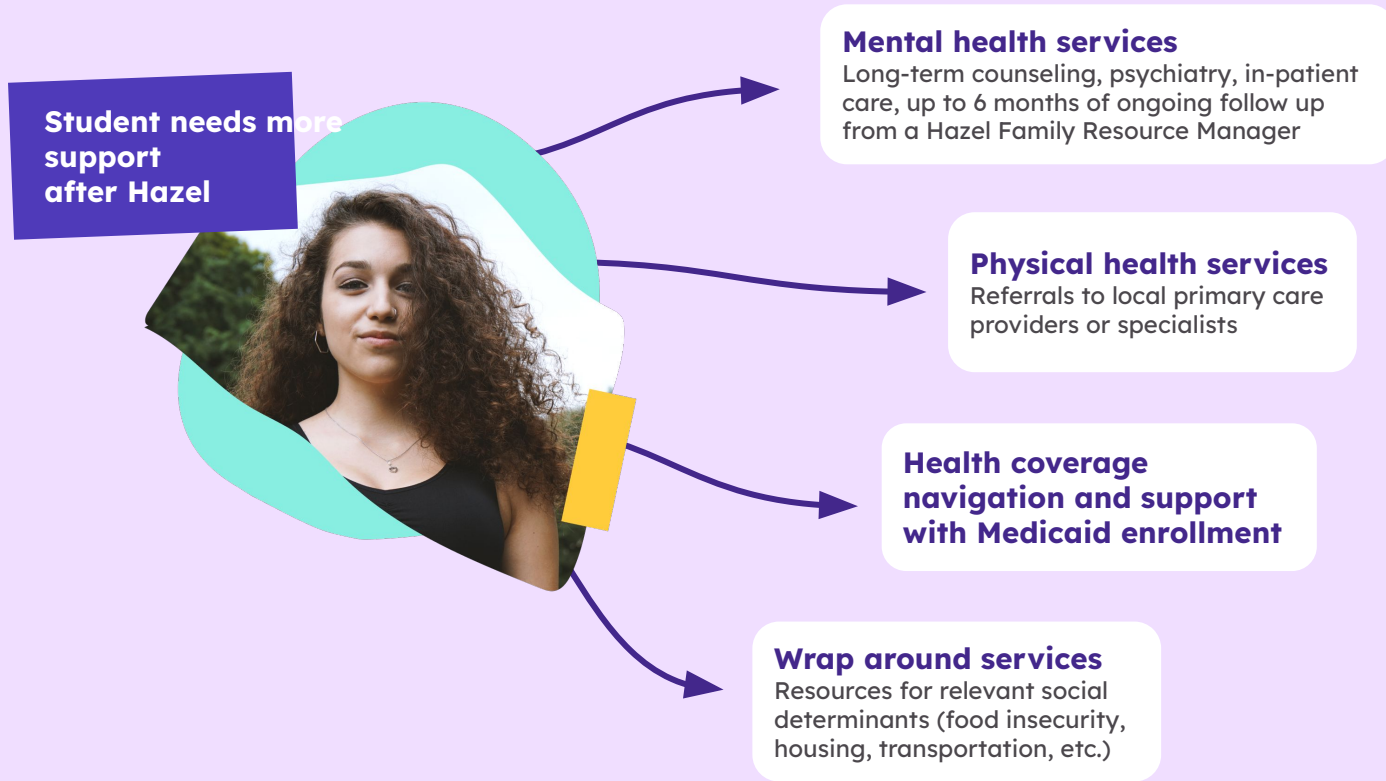 Student needs more
support
after Hazel
Mental health services
Long-term counseling, psychiatry, in-patient
care, up to 6 months of ongoing follow up
from a Hazel Family Resource Manager
Physical health services
Referrals to local primary care
providers or specialists
Health coverage
navigation and support
with Medicaid enrollment
Wrap around services
Resources for relevant social
determinants (food insecurity,
housing, transportation, etc.)